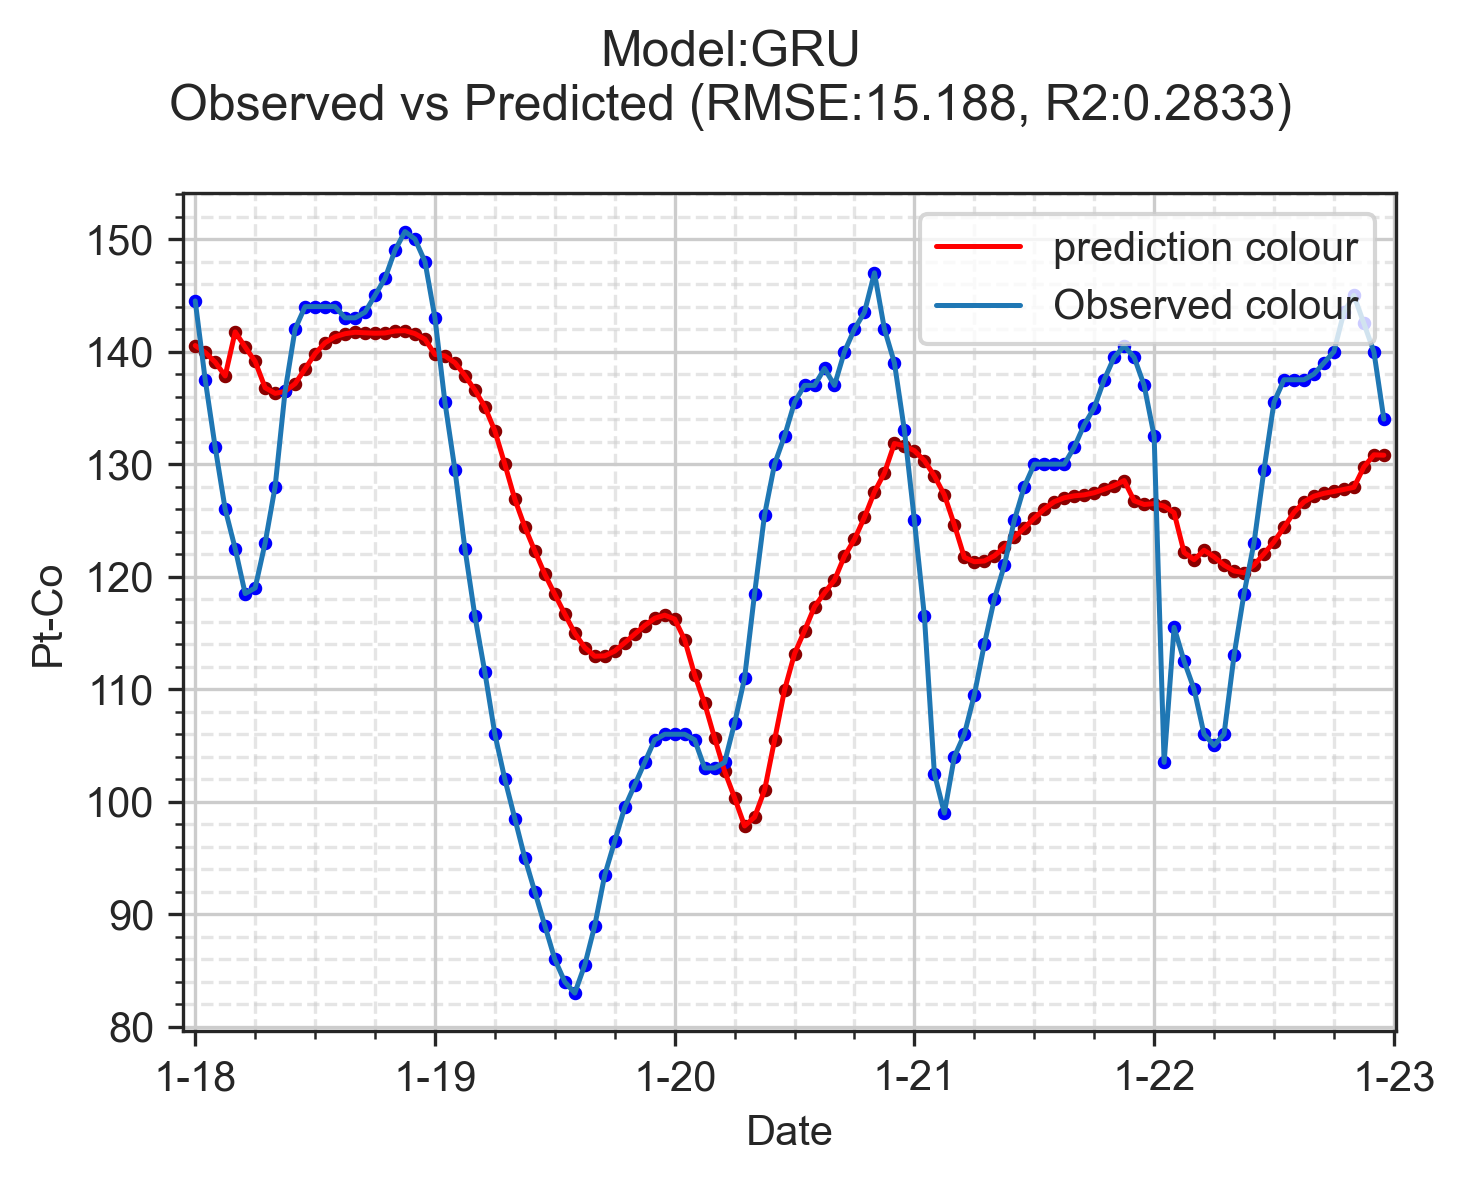 Model:GRU
Observed vs Predicted (RMSE:15.188, R2:0.2833)
prediction colour
Observed colour
150
140
130
120
110
100
90
80
Pt-Co
1-18 1-19 1-20 1-21 1-22 1-23
Date